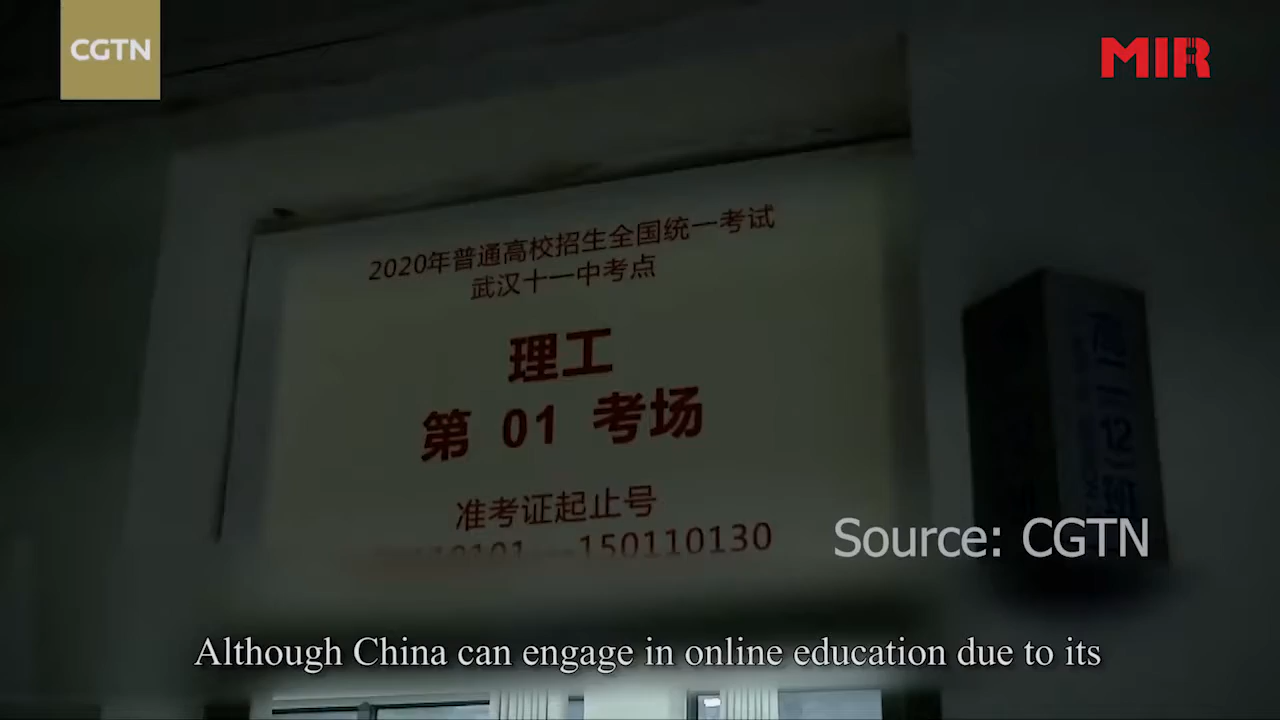 CGTN
MIR
2020年普通高校招生全国统一考试
武汉十一中考点
理工
第 01 考场
准考证起止号
150110130
12
Source: CGTN
Although China can engage in online education due to its